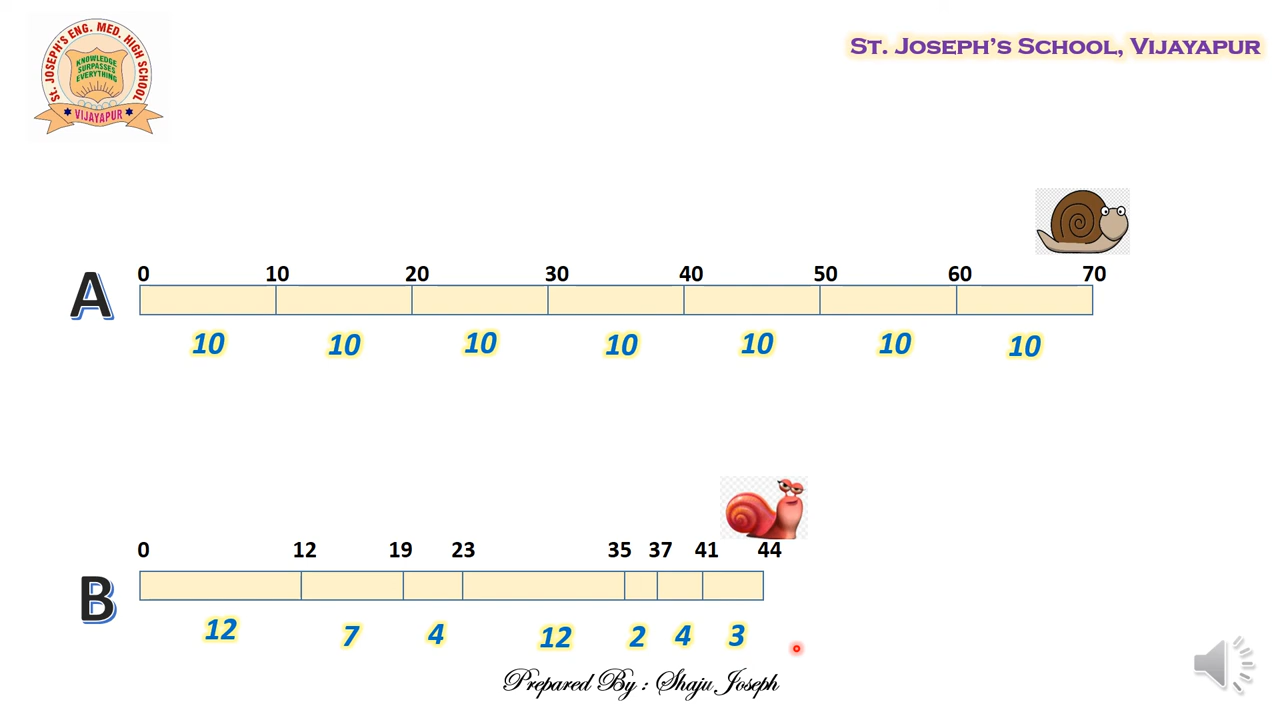 St. JOSEPH'S ENG. MED. HIGH SCHOOL
KNOWLEDGE
SURPASSES
EVERYTHING
VIJAYAPUR
ST. JOSEPH'S SCHOOL, VIJAYAPUR
0 10 20 30 40 50 60 70
A
10 10 10 10 10 10 10
0 12 19 23 35 37 41 44
B
12 7 4 12 2 4 3
Prepared By : Shaju Joseph